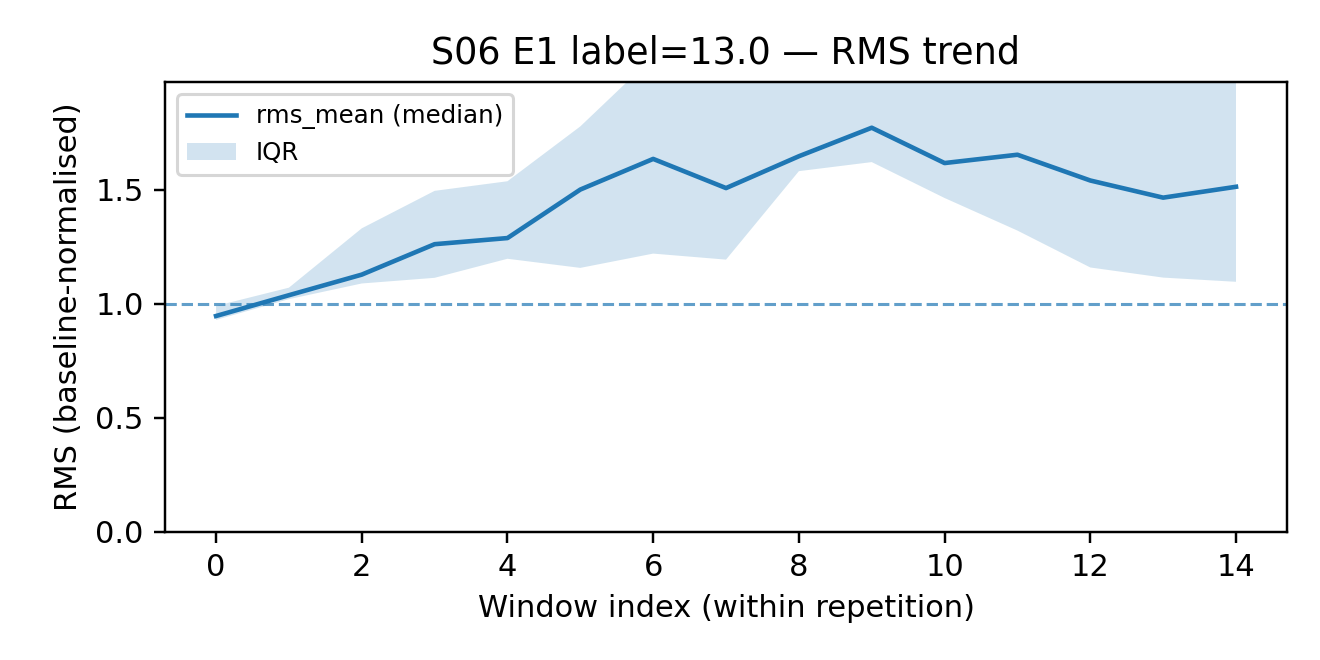 S06 E1 label=13.0 — RMS trend
rms_mean (median)
IQR
RMS (baseline-normalised)
1.5
1.0
0.5
0.0
0 2 4 6 8 10 12 14
Window index (within repetition)